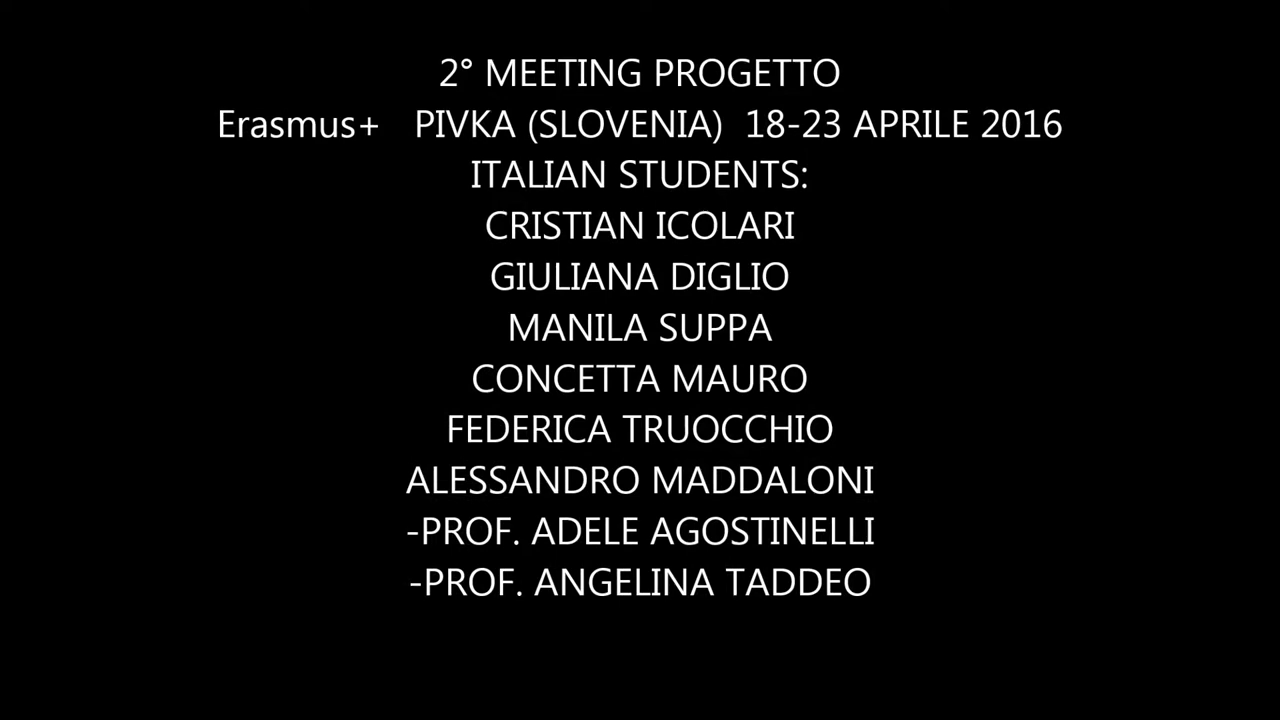 2° MEETING PROGETTO
Erasmus+ PIVKA (SLOVENIA) 18-23 APRILE 2016
ITALIAN STUDENTS:
CRISTIAN ICOLARI
GIULIANA DIGLIO
MANILA SUPPA
CONCETTA MAURO
FEDERICA TRUOCCHIO
ALESSANDRO MADDALONI
-PROF. ADELE AGOSTINELLI
-PROF. ANGELINA TADDEO